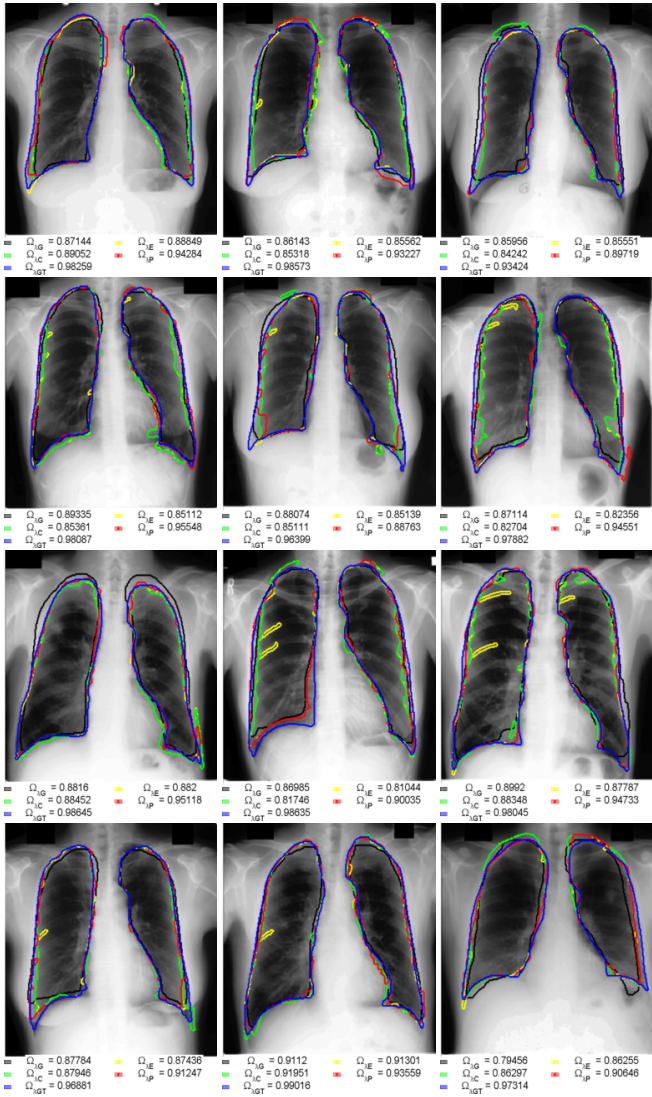 Ω_λG = 0.87144 Ω_λE = 0.88849
Ω_λC = 0.89052 Ω_λP = 0.94284
Ω_λGT = 0.98259
Ω_λG = 0.86143 Ω_λE = 0.85562
Ω_λC = 0.85318 Ω_λP = 0.93227
Ω_λGT = 0.98573
Ω_λG = 0.85956 Ω_λE = 0.85551
Ω_λC = 0.84242 Ω_λP = 0.89719
Ω_λGT = 0.93424
Ω_λG = 0.89335 Ω_λE = 0.85112
Ω_λC = 0.85361 Ω_λP = 0.95548
Ω_λGT = 0.98087
Ω_λG = 0.88074 Ω_λE = 0.85139
Ω_λC = 0.85111 Ω_λP = 0.88763
Ω_λGT = 0.96399
Ω_λG = 0.87114 Ω_λE = 0.82356
Ω_λC = 0.82704 Ω_λP = 0.94551
Ω_λGT = 0.97882
R
Ω_λG = 0.8816 Ω_λE = 0.882
Ω_λC = 0.88452 Ω_λP = 0.95118
Ω_λGT = 0.98645
Ω_λG = 0.86985 Ω_λE = 0.81044
Ω_λC = 0.81746 Ω_λP = 0.90035
Ω_λGT = 0.98635
Ω_λG = 0.8992 Ω_λE = 0.87787
Ω_λC = 0.88348 Ω_λP = 0.94733
Ω_λGT = 0.98045
Ω_λG = 0.87784 Ω_λE = 0.87436
Ω_λC = 0.87946 Ω_λP = 0.91247
Ω_λGT = 0.96881
Ω_λG = 0.9112 Ω_λE = 0.91301
Ω_λC = 0.91951 Ω_λP = 0.93559
Ω_λGT = 0.99016
Ω_λG = 0.79456 Ω_λE = 0.86255
Ω_λC = 0.86297 Ω_λP = 0.90646
Ω_λGT = 0.97314